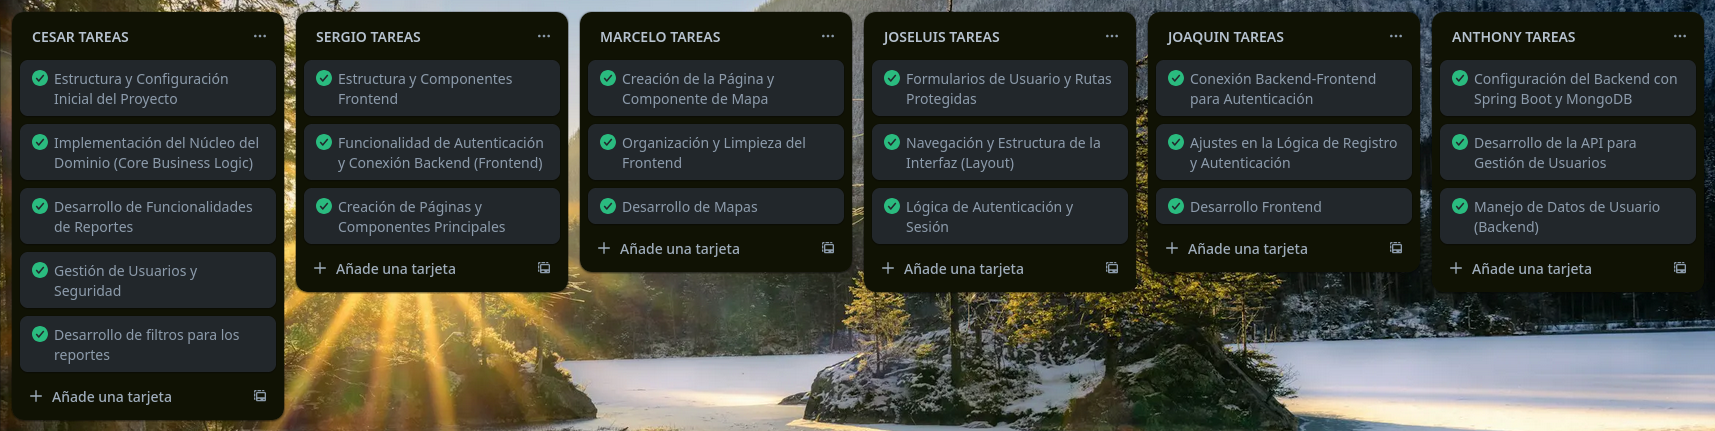 CESAR TAREAS
Estructura y Configuración
Inicial del Proyecto
Implementación del Núcleo del
Dominio (Core Business Logic)
Desarrollo de Funcionalidades
de Reportes
Gestión de Usuarios y
Seguridad
Desarrollo de filtros para los
reportes
Añade una tarjeta
SERGIO TAREAS
Estructura y Componentes
Frontend
Funcionalidad de Autenticación
y Conexión Backend (Frontend)
Creación de Páginas y
Componentes Principales
Añade una tarjeta
MARCELO TAREAS
Creación de la Página y
Componente de Mapa
Organización y Limpieza del
Frontend
Desarrollo de Mapas
Añade una tarjeta
JOSELUIS TAREAS
Formularios de Usuario y Rutas
Protegidas
Navegación y Estructura de la
Interfaz (Layout)
Lógica de Autenticación y
Sesión
Añade una tarjeta
JOAQUIN TAREAS
Conexión Backend-Frontend
para Autenticación
Ajustes en la Lógica de Registro
y Autenticación
Desarrollo Frontend
Añade una tarjeta
ANTHONY TAREAS
Configuración del Backend con
Spring Boot y MongoDB
Desarrollo de la API para
Gestión de Usuarios
Manejo de Datos de Usuario
(Backend)
Añade una tarjeta